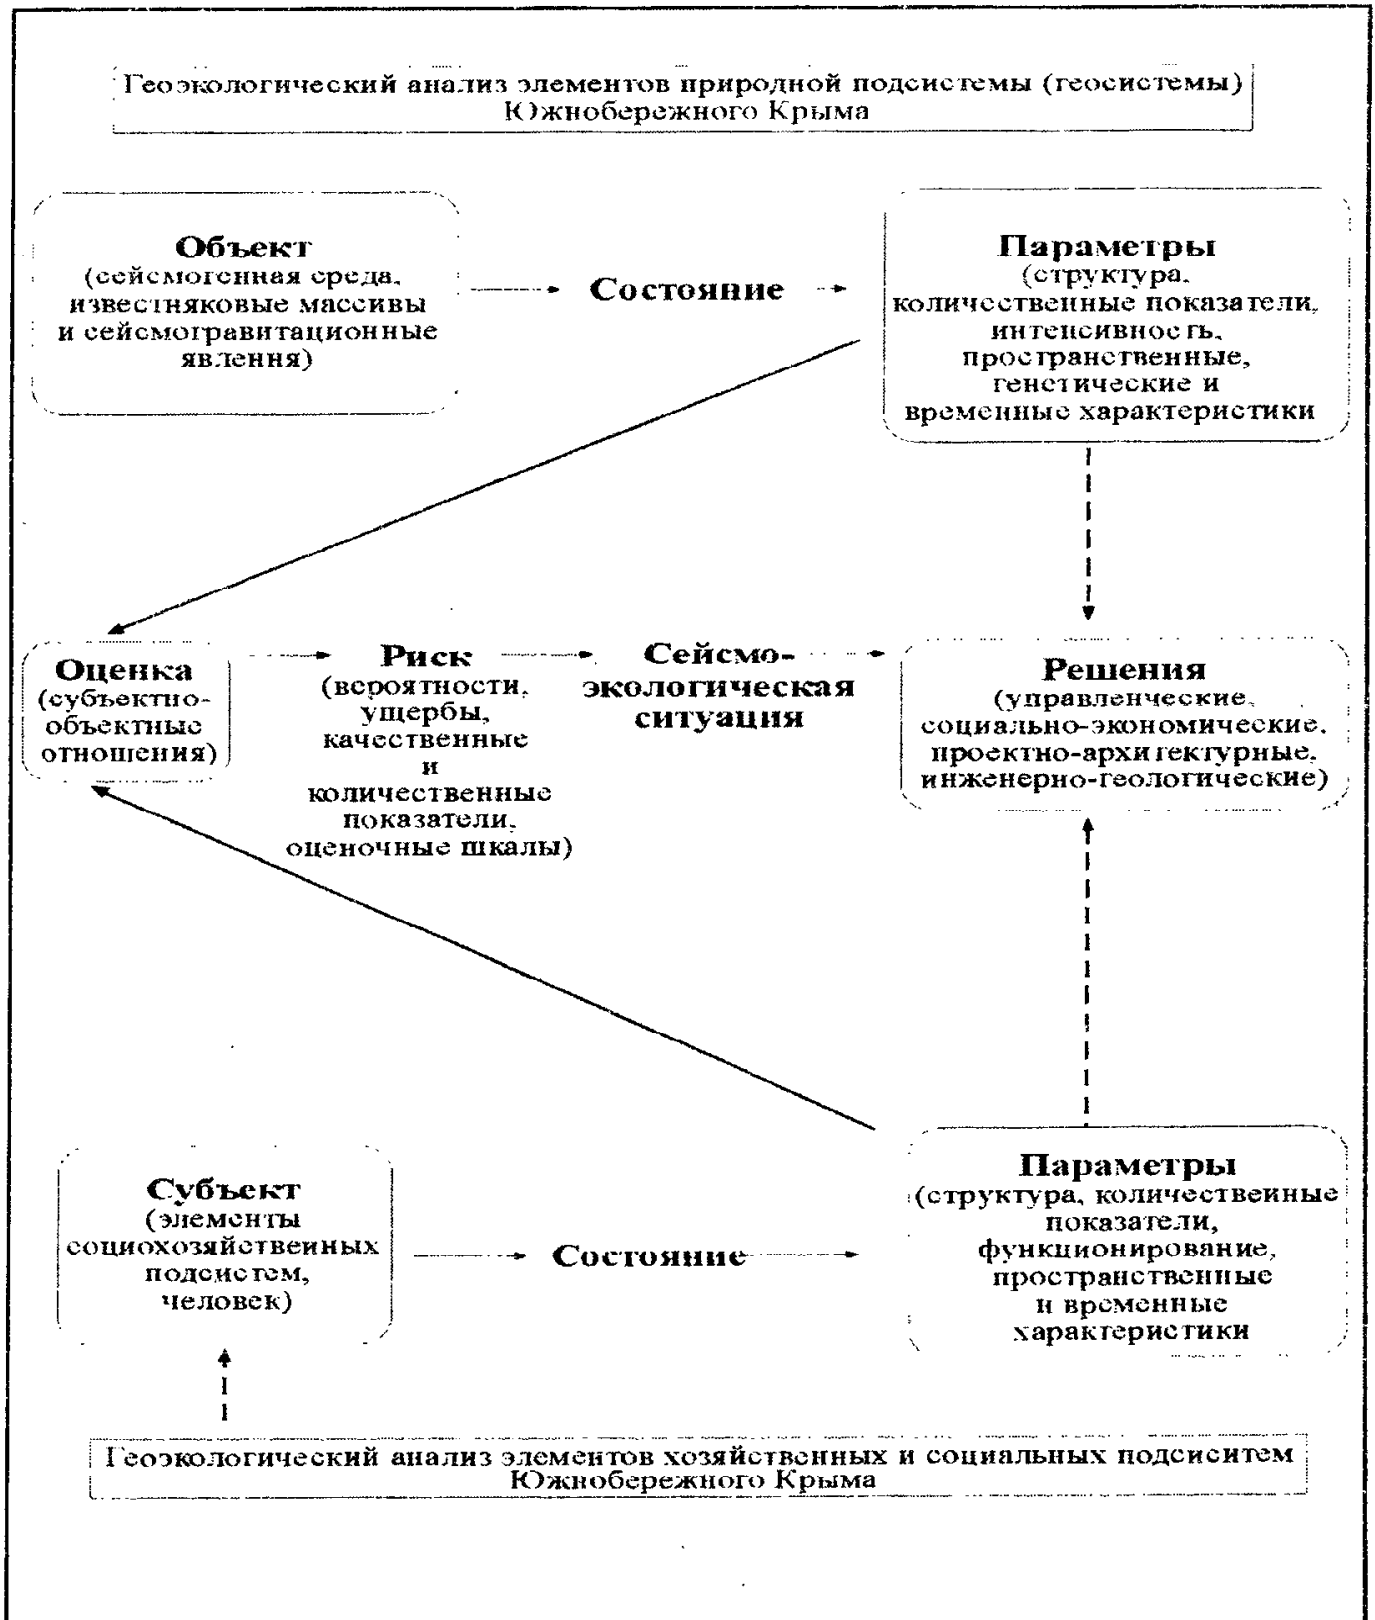 Геоэкологический анализ элементов природной подсистемы (геосистемы)
Южнобережного Крыма
Объект
(сейсмогенная среда,
известняковые массивы
и сейсмогравитационные
явления)
Состояние
Параметры
(структура,
количественные показатели,
интенсивность,
пространственные,
генетические и
временные характеристики
Оценка
(субъектно-
объектные
отношения)
Риск
(вероятности,
ущербы,
качественные
и
количественные
показатели,
оценочные шкалы)
Сейсмо-
экологическая
ситуация
Решения
(управленческие,
социально-экономические,
проектно-архитектурные,
инженерно-геологические)
Субъект
(элементы
социохозяйственных
подсистем,
человек)
Состояние
Параметры
(структура, количественные
показатели,
функционирование,
пространственные
и временные
характеристики
Геоэкологический анализ элементов хозяйственных и социальных подсиситем
Южнобережного Крыма